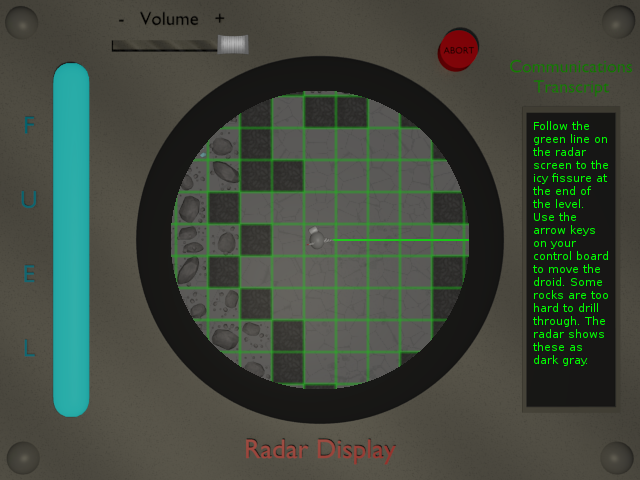 - Volume +
ABORT
Communications
Transcript
F
U
E
L
Follow the
green line on
the radar
screen to the
icy fissure at
the end of
the level.
Use the
arrow keys
on your
control board
to move the
droid. Some
rocks are too
hard to drill
through. The
radar shows
these as
dark gray.
Radar Display